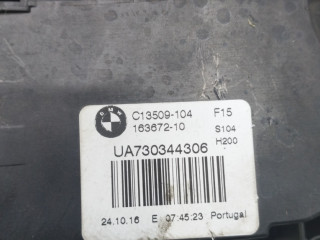 BMW C13509-104 F15
163672-10 S104
H200
UA730344306
24.10.16 E 07:45:23 Portugal